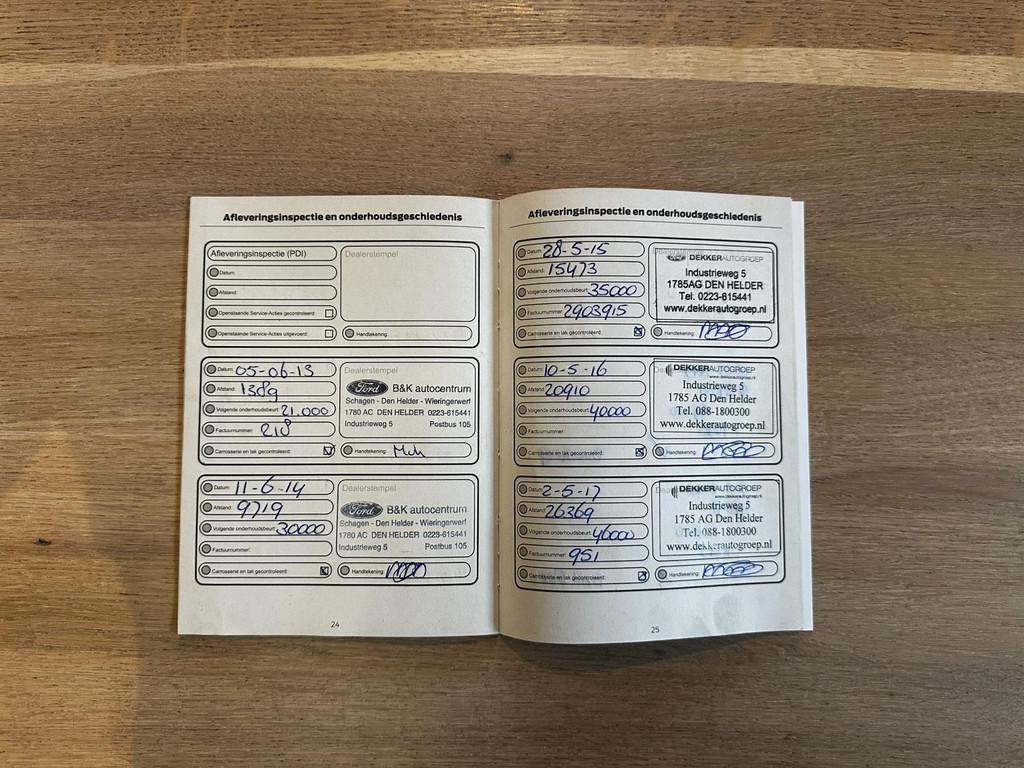 Afleveringsinspectie en onderhoudsgeschiedenis
Afleveringsinspectie (PDI)
Datum:
Afstand:
Openstaande Service-Acties gecontroleerd:
Openstaande Service-Acties uitgevoerd:
Dealerstempel
Handtekening:
Datum: 05-06-13
Afstand: 1389
Volgende onderhoudsbeurt: 21.000
Factuurnummer: 218
Carrosserie en lak gecontroleerd:
Dealerstempel
Ford B&K autocentrum
Schagen - Den Helder - Wieringerwerf
1780 AC DEN HELDER 0223-615441
Industrieweg 5 Postbus 105
Handtekening:
Datum: 11-6-14
Afstand: 9719
Volgende onderhoudsbeurt: 30000
Factuurnummer:
Carrosserie en lak gecontroleerd:
Dealerstempel
Ford B&K autocentrum
Schagen - Den Helder - Wieringerwerf
1780 AC DEN HELDER 0223-615441
Industrieweg 5 Postbus 105
Handtekening:
24
Afleveringsinspectie en onderhoudsgeschiedenis
Datum: 28-5-15
Afstand: 15473
Volgende onderhoudsbeurt: 35000
Factuurnummer: 2903915
Carrosserie en lak gecontroleerd:
DEKKERAUTOGROEP
Industrieweg 5
1785AG DEN HELDER
Tel. 0223-615441
www.dekkerautogroep.nl
Handtekening:
Datum: 10-5-16
Afstand: 20910
Volgende onderhoudsbeurt: 40000
Factuurnummer:
Carrosserie en lak gecontroleerd:
DEKKERAUTOGROEP
www.dekkerautogroep.nl
Industrieweg 5
1785 AG Den Helder
Tel. 088-1800300
www.dekkerautogroep.nl
Handtekening:
Datum: 2-5-17
Afstand: 26369
Volgende onderhoudsbeurt: 46000
Factuurnummer: 951
Carrosserie en lak gecontroleerd:
DEKKERAUTOGROEP
www.dekkerautogroep.nl
Industrieweg 5
1785 AG Den Helder
Tel. 088-1800300
www.dekkerautogroep.nl
Handtekening:
25